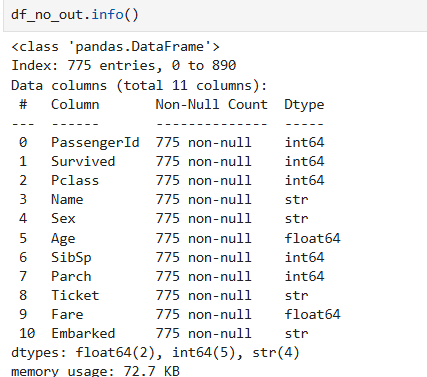 df_no_out.info()
<class 'pandas.DataFrame'>
Index: 775 entries, 0 to 890
Data columns (total 11 columns):
 #   Column       Non-Null Count  Dtype
---  ------       --------------  -----
 0   PassengerId  775 non-null    int64
 1   Survived     775 non-null    int64
 2   Pclass       775 non-null    int64
 3   Name         775 non-null    str
 4   Sex          775 non-null    str
 5   Age          775 non-null    float64
 6   SibSp        775 non-null    int64
 7   Parch        775 non-null    int64
 8   Ticket       775 non-null    str
 9   Fare         775 non-null    float64
 10  Embarked     775 non-null    str
dtypes: float64(2), int64(5), str(4)
memory usage: 72.7 KB